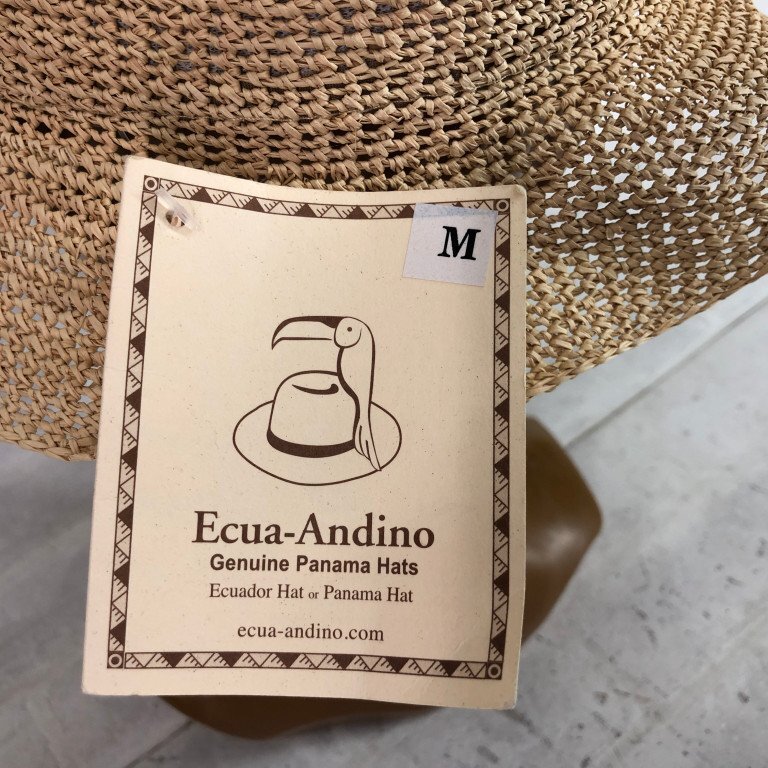 M
Ecua-Andino
Genuine Panama Hats
Ecuador Hat or Panama Hat
ecua-andino.com